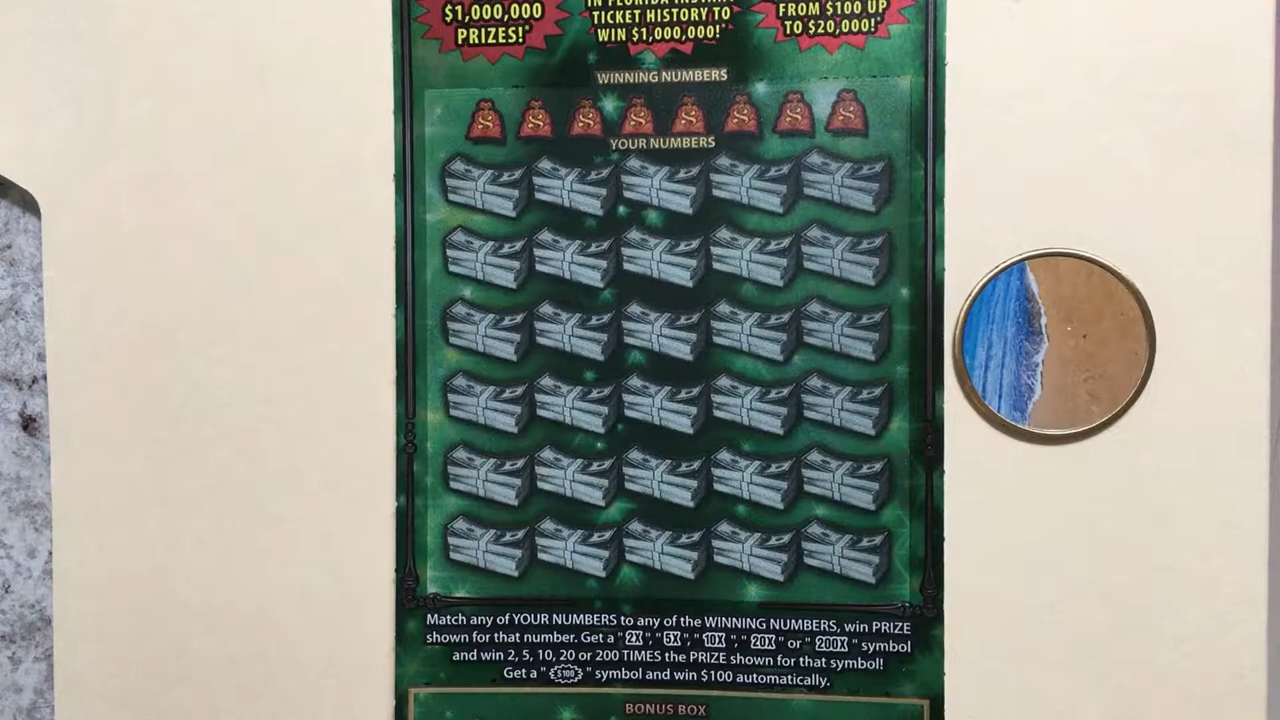 $1,000,000
PRIZES!*
IN FLORIDA INSTANT
TICKET HISTORY TO
WIN $1,000,000!*
FROM $100 UP
TO $20,000!*
WINNING NUMBERS
YOUR NUMBERS
Match any of YOUR NUMBERS to any of the WINNING NUMBERS, win PRIZE
shown for that number. Get a "2X", "5X", "10X", "20X" or "200X" symbol
and win 2, 5, 10, 20 or 200 TIMES the PRIZE shown for that symbol!
Get a "$100" symbol and win $100 automatically.
BONUS BOX